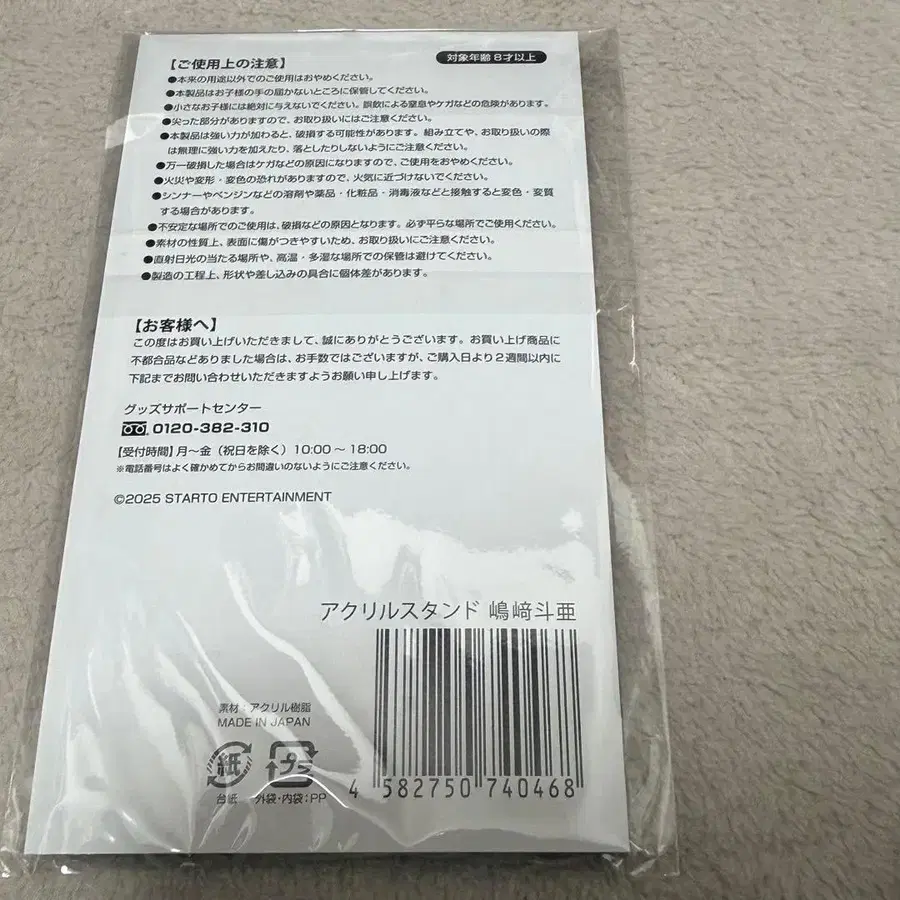 【ご使用上の注意】
対象年齢8才以上
●本来の用途以外でのご使用はおやめください。
●本製品はお子様の手の届かないところに保管してください。
●小さなお子様には絶対に与えないでください。誤飲による窒息やケガなどの危険があります。
●尖った部分がありますので、お取り扱いにはご注意ください。
●本製品は強い力が加わると、破損する可能性があります。組み立てや、お取り扱いの際
は無理に強い力を加えたり、落としたりしないようにご注意ください。
●万一破損した場合はケガなどの原因になりますので、ご使用をおやめください。
●火災や変形・変色の恐れがありますので、火気に近づけないでください。
●シンナーやベンジンなどの溶剤や薬品・化粧品・消毒液などと接触すると変色・変質
する場合があります。
●不安定な場所でのご使用は、破損などの原因となります。必ず平らな場所でご使用ください。
●素材の性質上、表面に傷がつきやすいため、お取り扱いにご注意ください。
●直射日光の当たる場所や、高温・多湿な場所での保管は避けてください。
●製造の工程上、形状や差し込みの具合に個体差があります。
【お客様へ】
この度はお買い上げいただきまして、誠にありがとうございます。お買い上げ商品に
不都合品などありました場合は、お手数ではございますが、ご購入日より2週間以内に
下記までお問い合わせいただきますようお願い申し上げます。
グッズサポートセンター
0120-382-310
【受付時間】月〜金（祝日を除く）10:00〜18:00
※電話番号はよく確かめてからお間違いのないようにご注意ください。
©2025 STARTO ENTERTAINMENT
アクリルスタンド 嶋﨑斗亜
素材：アクリル樹脂
MADE IN JAPAN
紙 プラ
台紙 外袋・内袋：PP
4 582750 740468